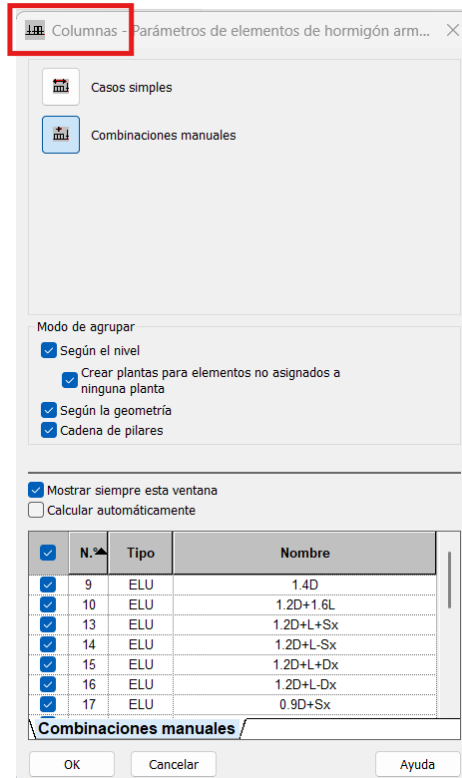 Columnas - Parámetros de elementos de hormigón arm...
Casos simples
Combinaciones manuales
Modo de agrupar
Según el nivel
Crear plantas para elementos no asignados a
ninguna planta
Según la geometría
Cadena de pilares
Mostrar siempre esta ventana
Calcular automáticamente
N.º Tipo Nombre
9 ELU 1.4D
10 ELU 1.2D+1.6L
13 ELU 1.2D+L+Sx
14 ELU 1.2D+L-Sx
15 ELU 1.2D+L+Dx
16 ELU 1.2D+L-Dx
17 ELU 0.9D+Sx
Combinaciones manuales
OK Cancelar Ayuda